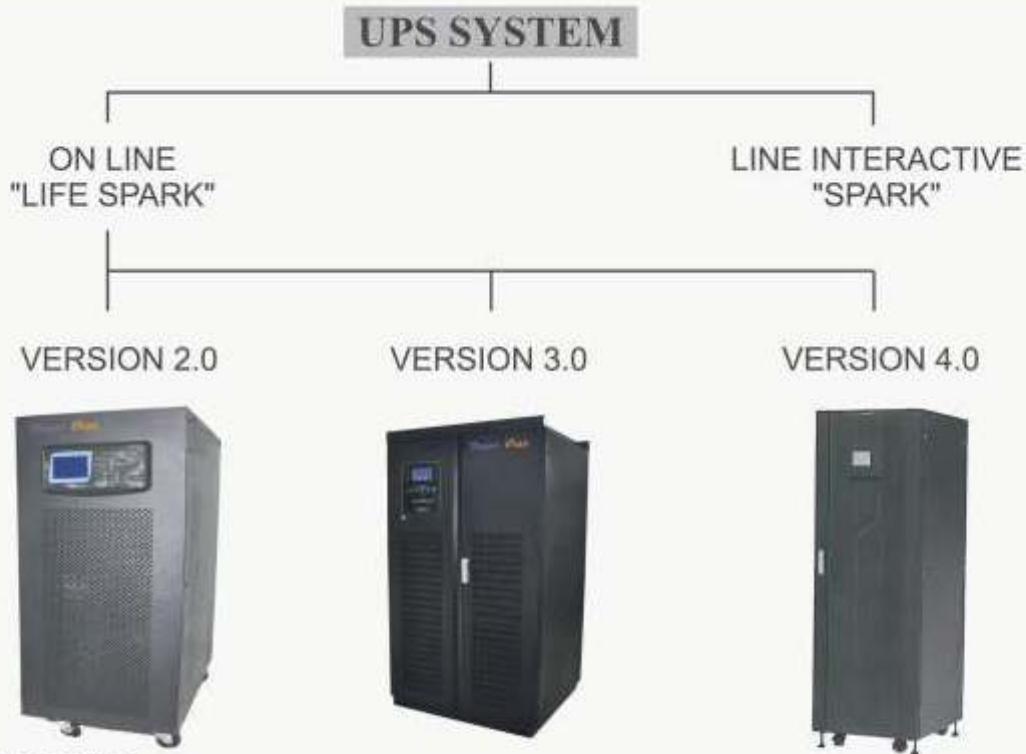 UPS SYSTEM
ON LINE
"LIFE SPARK"
LINE INTERACTIVE
"SPARK"
VERSION 2.0
VERSION 3.0
VERSION 4.0